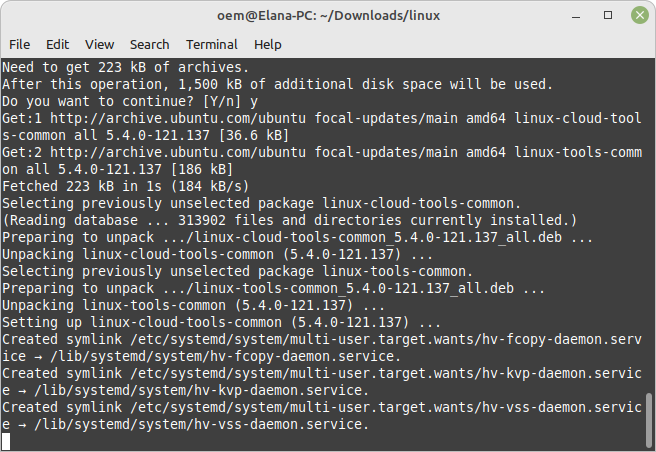 oem@Elana-PC: ~/Downloads/linux
File Edit View Search Terminal Help
Need to get 223 kB of archives.
After this operation, 1,500 kB of additional disk space will be used.
Do you want to continue? [Y/n] y
Get:1 http://archive.ubuntu.com/ubuntu focal-updates/main amd64 linux-cloud-tool
s-common all 5.4.0-121.137 [36.6 kB]
Get:2 http://archive.ubuntu.com/ubuntu focal-updates/main amd64 linux-tools-comm
on all 5.4.0-121.137 [186 kB]
Fetched 223 kB in 1s (184 kB/s)
Selecting previously unselected package linux-cloud-tools-common.
(Reading database ... 313902 files and directories currently installed.)
Preparing to unpack .../linux-cloud-tools-common_5.4.0-121.137_all.deb ...
Unpacking linux-cloud-tools-common (5.4.0-121.137) ...
Selecting previously unselected package linux-tools-common.
Preparing to unpack .../linux-tools-common_5.4.0-121.137_all.deb ...
Unpacking linux-tools-common (5.4.0-121.137) ...
Setting up linux-cloud-tools-common (5.4.0-121.137) ...
Created symlink /etc/systemd/system/multi-user.target.wants/hv-fcopy-daemon.serv
ice → /lib/systemd/system/hv-fcopy-daemon.service.
Created symlink /etc/systemd/system/multi-user.target.wants/hv-kvp-daemon.servic
e → /lib/systemd/system/hv-kvp-daemon.service.
Created symlink /etc/systemd/system/multi-user.target.wants/hv-vss-daemon.servic
e → /lib/systemd/system/hv-vss-daemon.service.